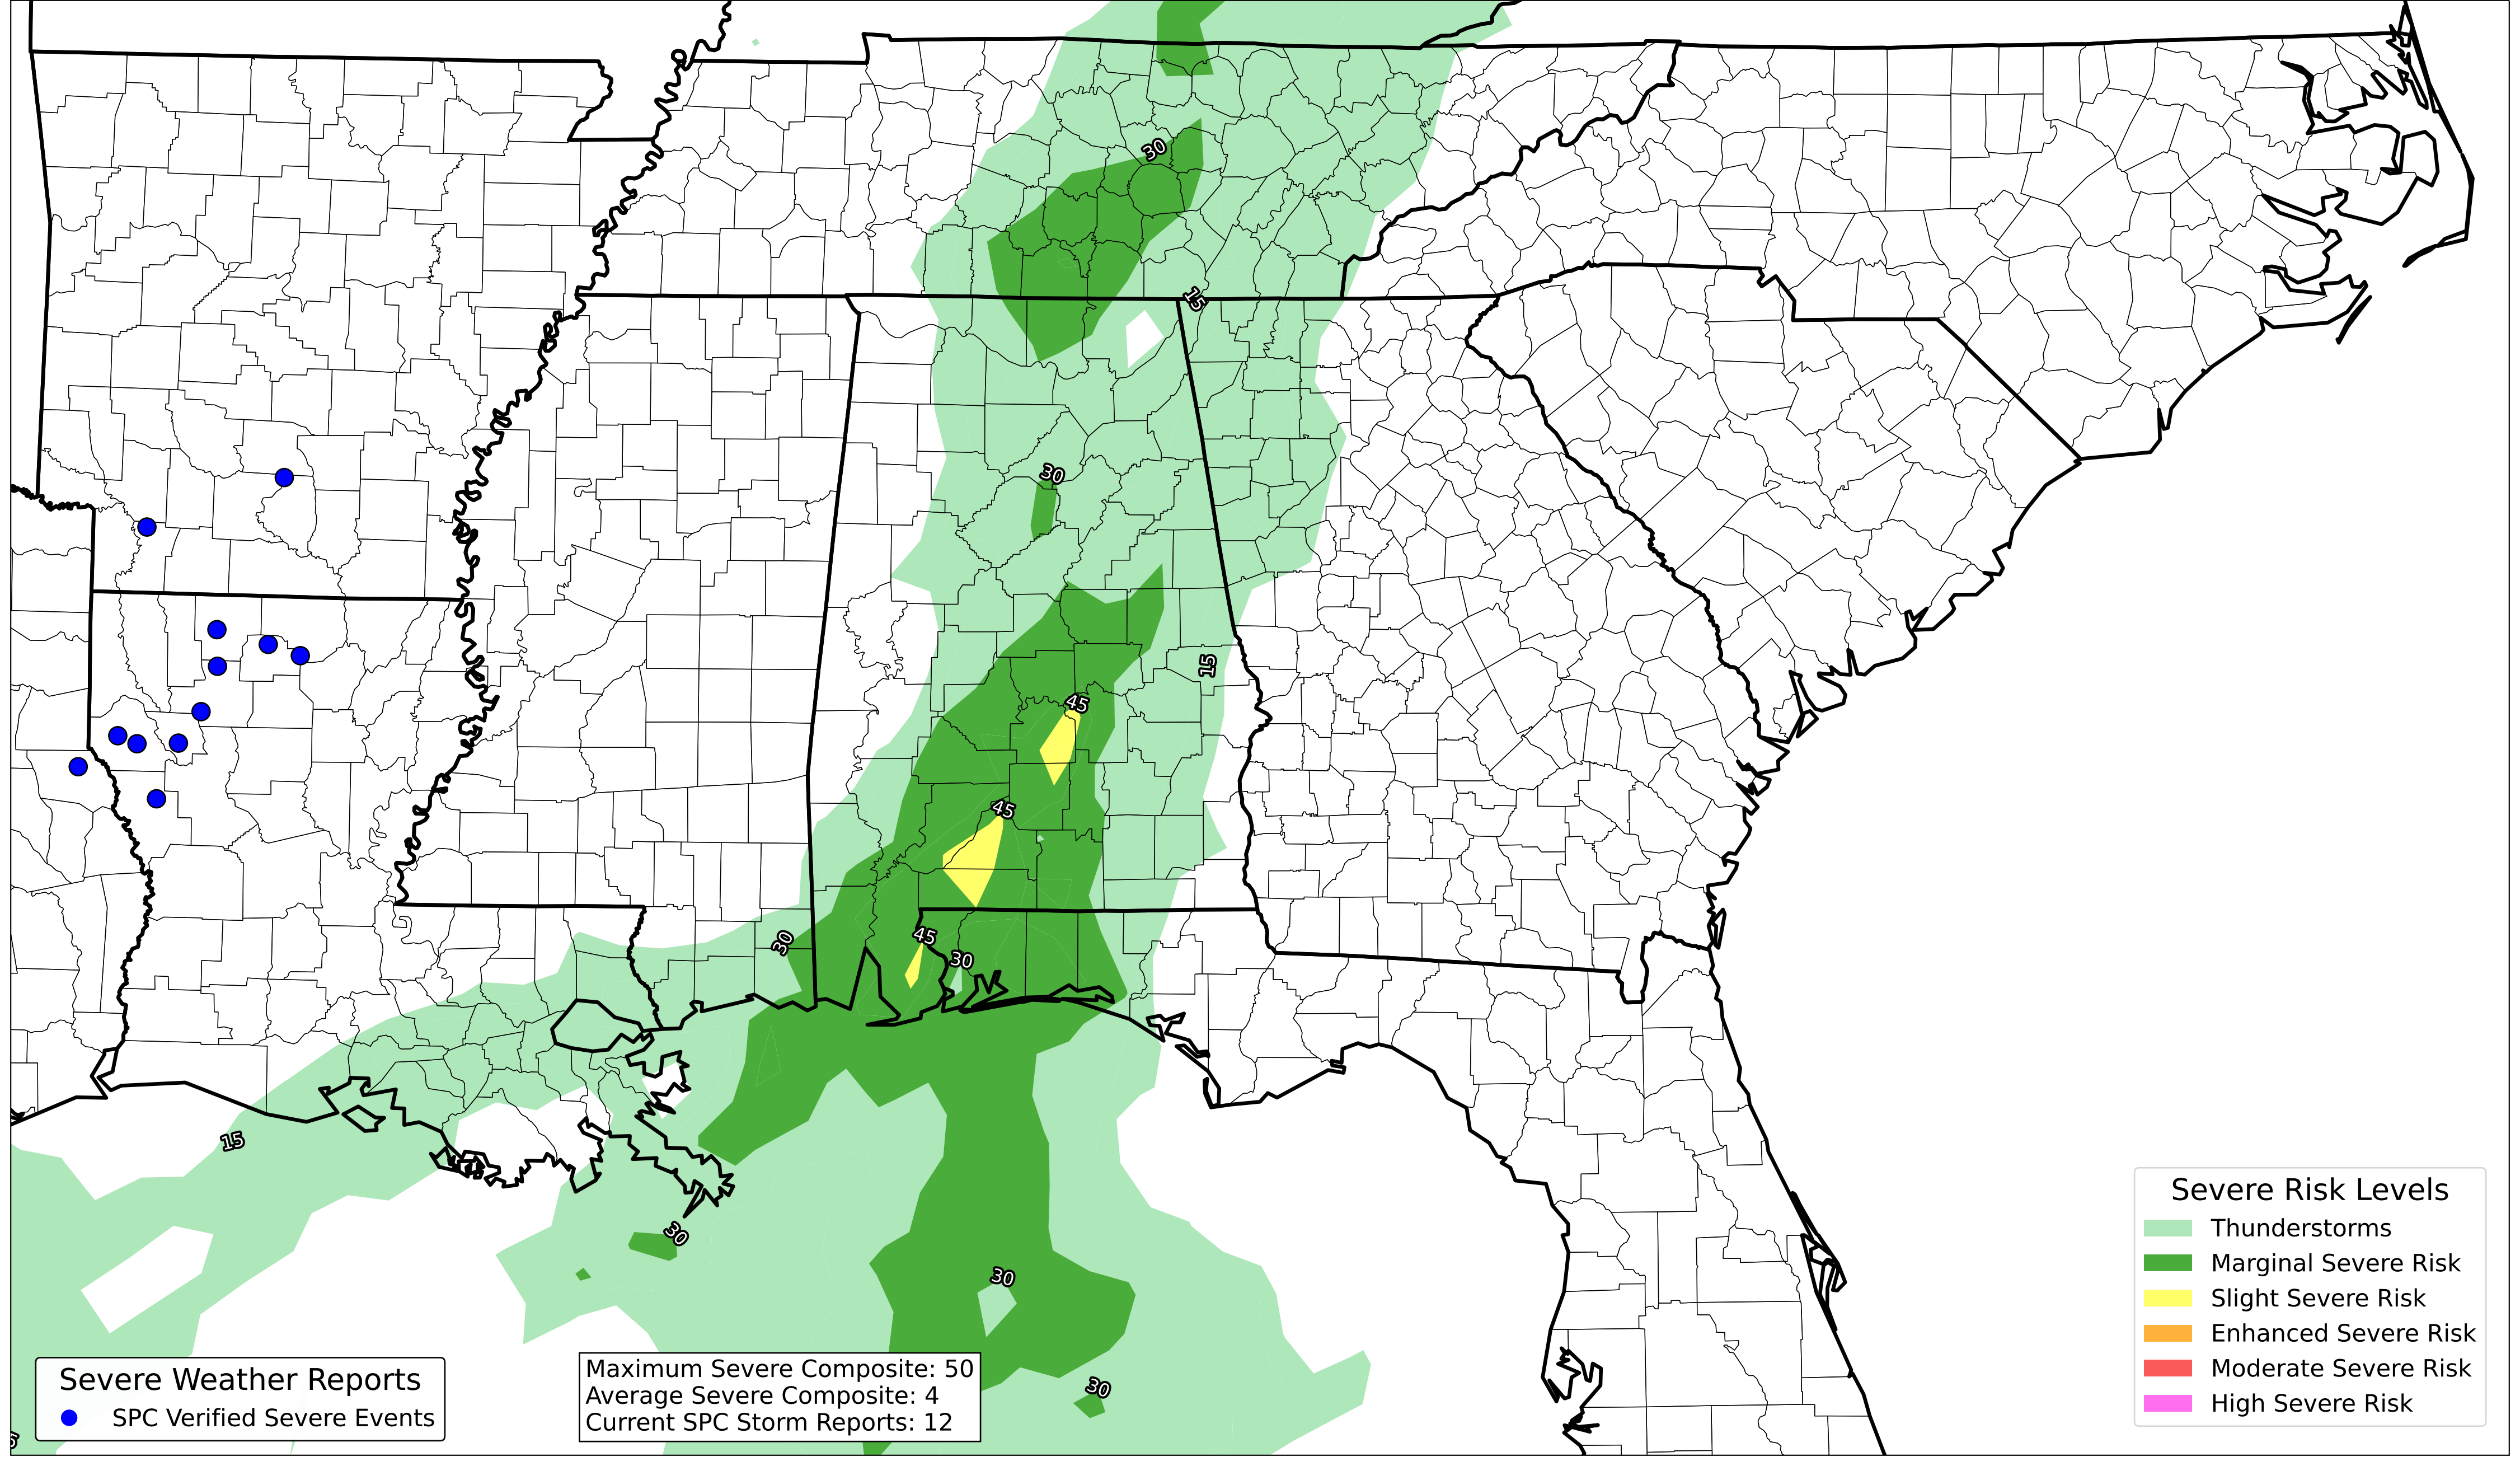 30
15
30
15
45
45
45
30
30
15
30
30
30
Severe Risk Levels
Thunderstorms
Marginal Severe Risk
Slight Severe Risk
Enhanced Severe Risk
Moderate Severe Risk
High Severe Risk
Severe Weather Reports
SPC Verified Severe Events
Maximum Severe Composite: 50
Average Severe Composite: 4
Current SPC Storm Reports: 12